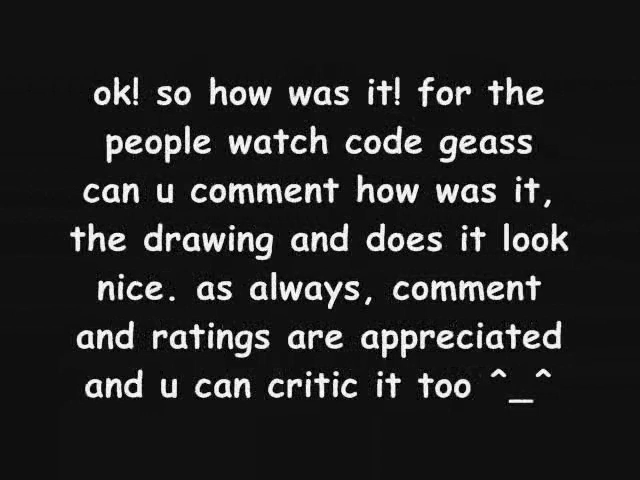 ok! so how was it! for the
people watch code geass
can u comment how was it,
the drawing and does it look
nice. as always, comment
and ratings are appreciated
and u can critic it too ^_^